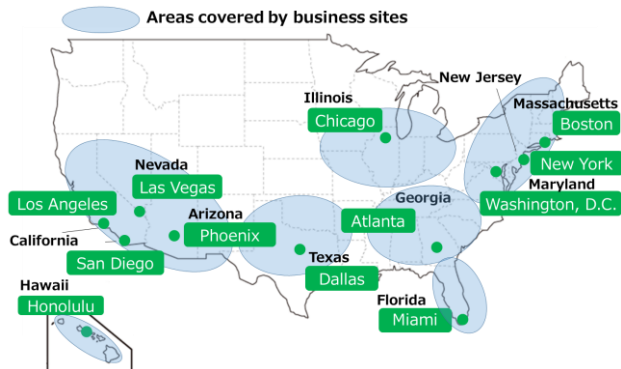 Areas covered by business sites
New Jersey
Illinois
Chicago
Massachusetts
Boston
Nevada
Las Vegas
New York
Maryland
Washington, D.C.
Los Angeles
Arizona
Phoenix
Georgia
Atlanta
California
San Diego
Texas
Dallas
Hawaii
Honolulu
Florida
Miami